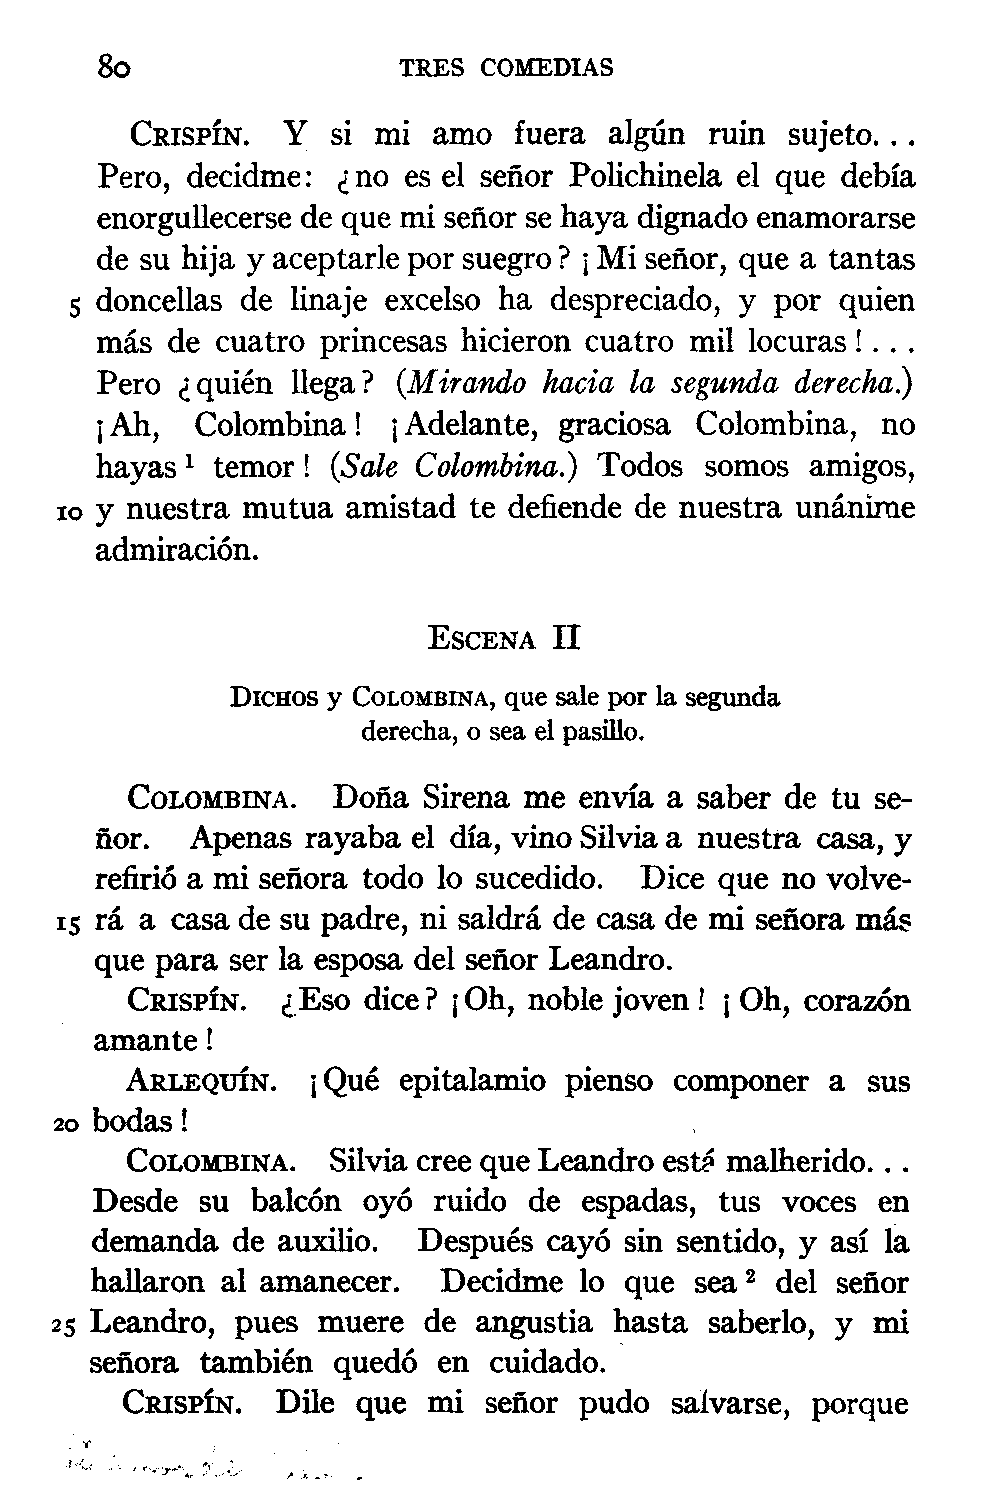 80 TRES COMEDIAS
CRISPÍN. Y si mi amo fuera algún ruin sujeto. . .
Pero, decidme: ¿no es el señor Polichinela el que debía
enorgullecerse de que mi señor se haya dignado enamorarse
de su hija y aceptarle por suegro? ¡Mi señor, que a tantas
5 doncellas de linaje excelso ha despreciado, y por quien
más de cuatro princesas hicieron cuatro mil locuras!. . .
Pero ¿quién llega? (Mirando hacia la segunda derecha.)
¡Ah, Colombina! ¡Adelante, graciosa Colombina, no
hayas¹ temor! (Sale Colombina.) Todos somos amigos,
10 y nuestra mutua amistad te defiende de nuestra unánime
admiración.
ESCENA II
DICHOS y COLOMBINA, que sale por la segunda
derecha, o sea el pasillo.
COLOMBINA. Doña Sirena me envía a saber de tu se-
ñor. Apenas rayaba el día, vino Silvia a nuestra casa, y
refirió a mi señora todo lo sucedido. Dice que no volve-
15 rá a casa de su padre, ni saldrá de casa de mi señora más
que para ser la esposa del señor Leandro.
CRISPÍN. ¿Eso dice? ¡Oh, noble joven! ¡Oh, corazón
amante!
ARLEQUÍN. ¡Qué epitalamio pienso componer a sus
20 bodas!
COLOMBINA. Silvia cree que Leandro está malherido. . .
Desde su balcón oyó ruido de espadas, tus voces en
demanda de auxilio. Después cayó sin sentido, y así la
hallaron al amanecer. Decidme lo que sea² del señor
25 Leandro, pues muere de angustia hasta saberlo, y mi
señora también quedó en cuidado.
CRISPÍN. Dile que mi señor pudo salvarse, porque